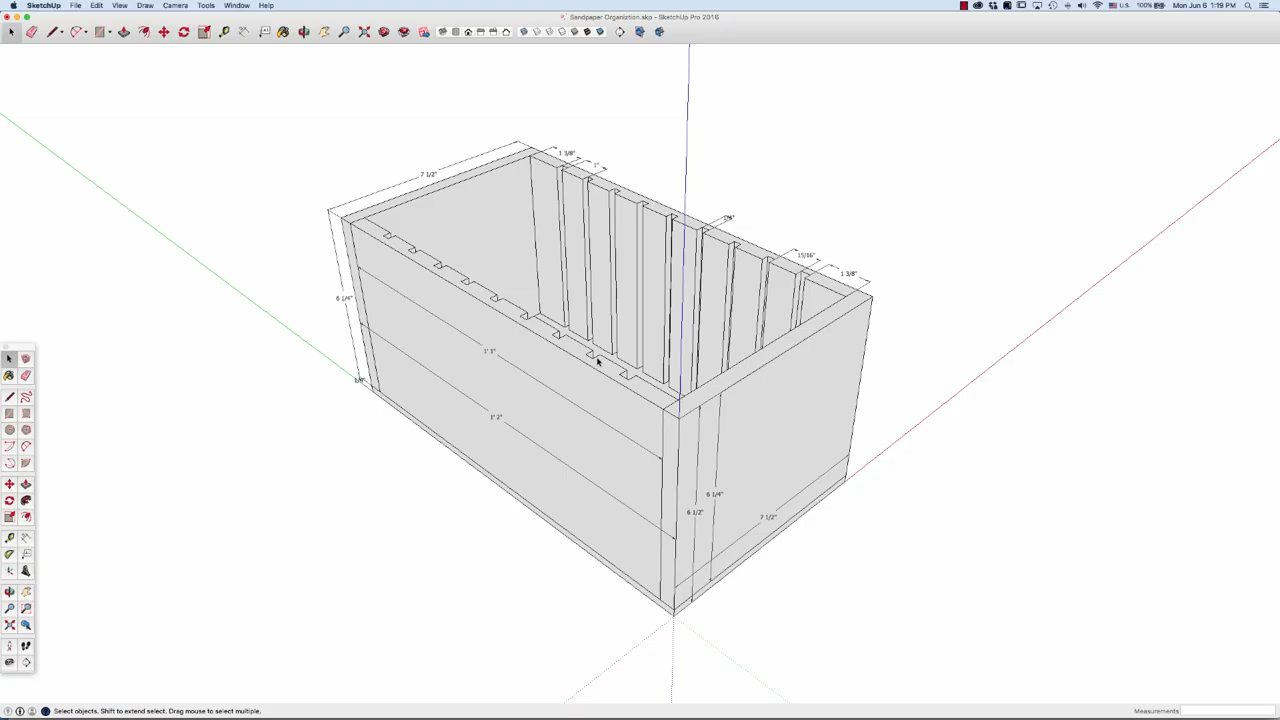 SketchUp File Edit View Draw Camera Tools Window Help
U.S. 100% Mon Jun 6 1:19 PM
Sandpaper Organiztion.skp - SketchUp Pro 2016
1 3/8"
1"
7 1/2"
15/16"
1 3/8"
6 1/4"
1' 1"
1/4"
1' 2"
6 1/4"
6 1/2"
7 1/2"
Select objects. Shift to extend select. Drag mouse to select multiple.
Measurements